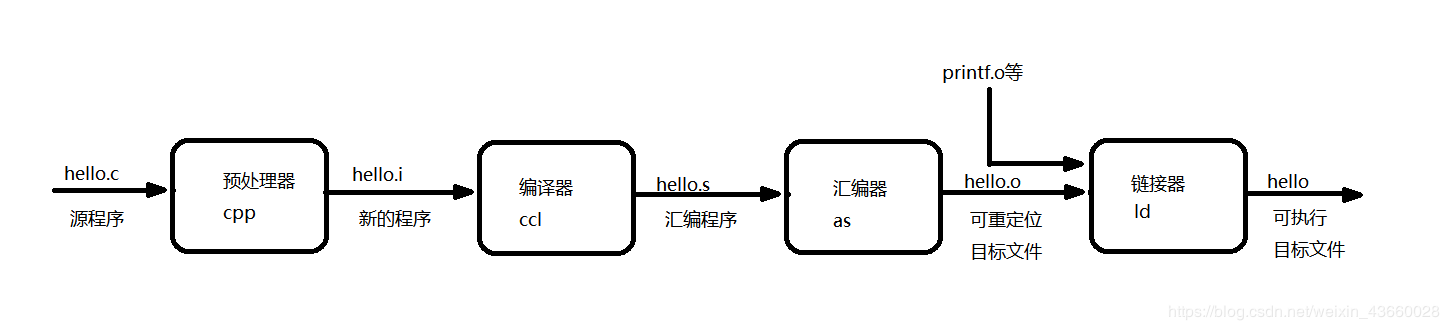 printf.o等
hello.c
源程序
预处理器
cpp
hello.i
新的程序
编译器
ccl
hello.s
汇编程序
汇编器
as
hello.o
可重定位
目标文件
链接器
ld
hello
可执行
目标文件
https://blog.csdn.net/weixin_43660028